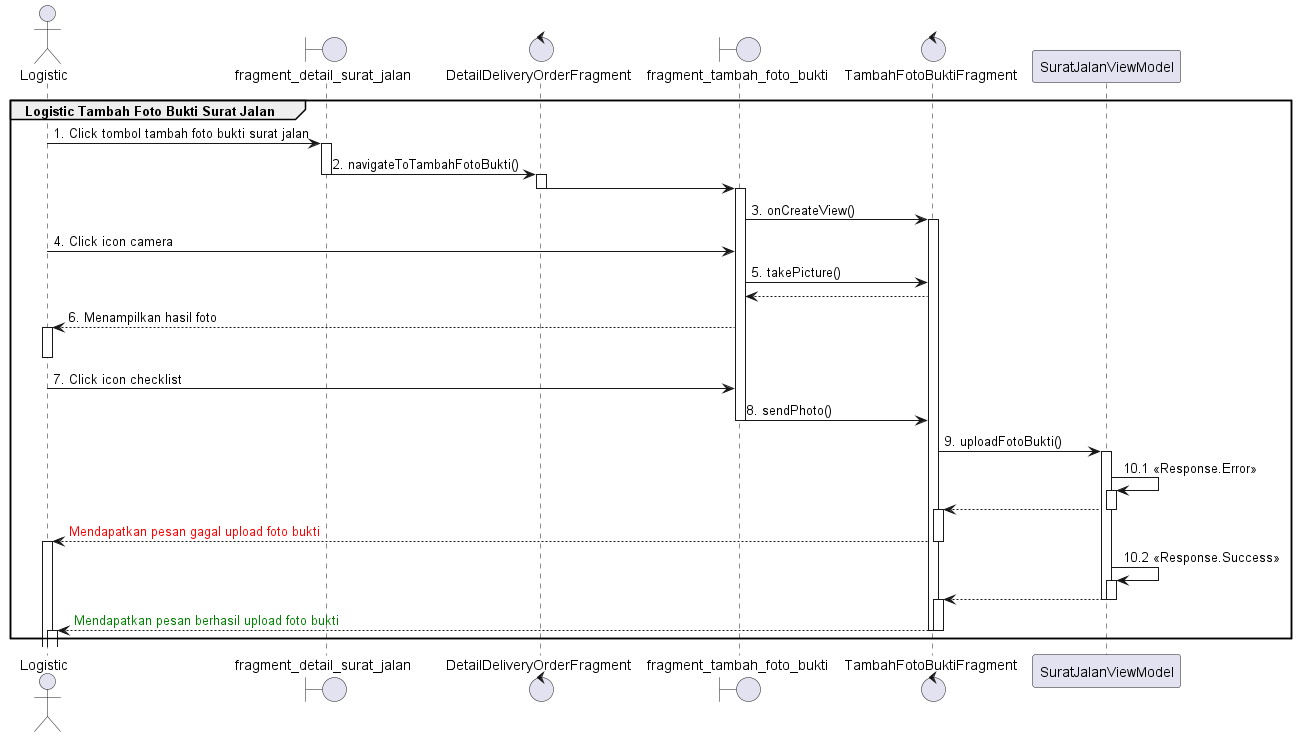 Logistic
fragment_detail_surat_jalan
DetailDeliveryOrderFragment
fragment_tambah_foto_bukti
TambahFotoBuktiFragment
SuratJalanViewModel
Logistic Tambah Foto Bukti Surat Jalan
1. Click tombol tambah foto bukti surat jalan
2. navigateToTambahFotoBukti()
3. onCreateView()
4. Click icon camera
5. takePicture()
6. Menampilkan hasil foto
7. Click icon checklist
8. sendPhoto()
9. uploadFotoBukti()
10.1 «Response.Error»
Mendapatkan pesan gagal upload foto bukti
10.2 «Response.Success»
Mendapatkan pesan berhasil upload foto bukti
Logistic
fragment_detail_surat_jalan
DetailDeliveryOrderFragment
fragment_tambah_foto_bukti
TambahFotoBuktiFragment
SuratJalanViewModel